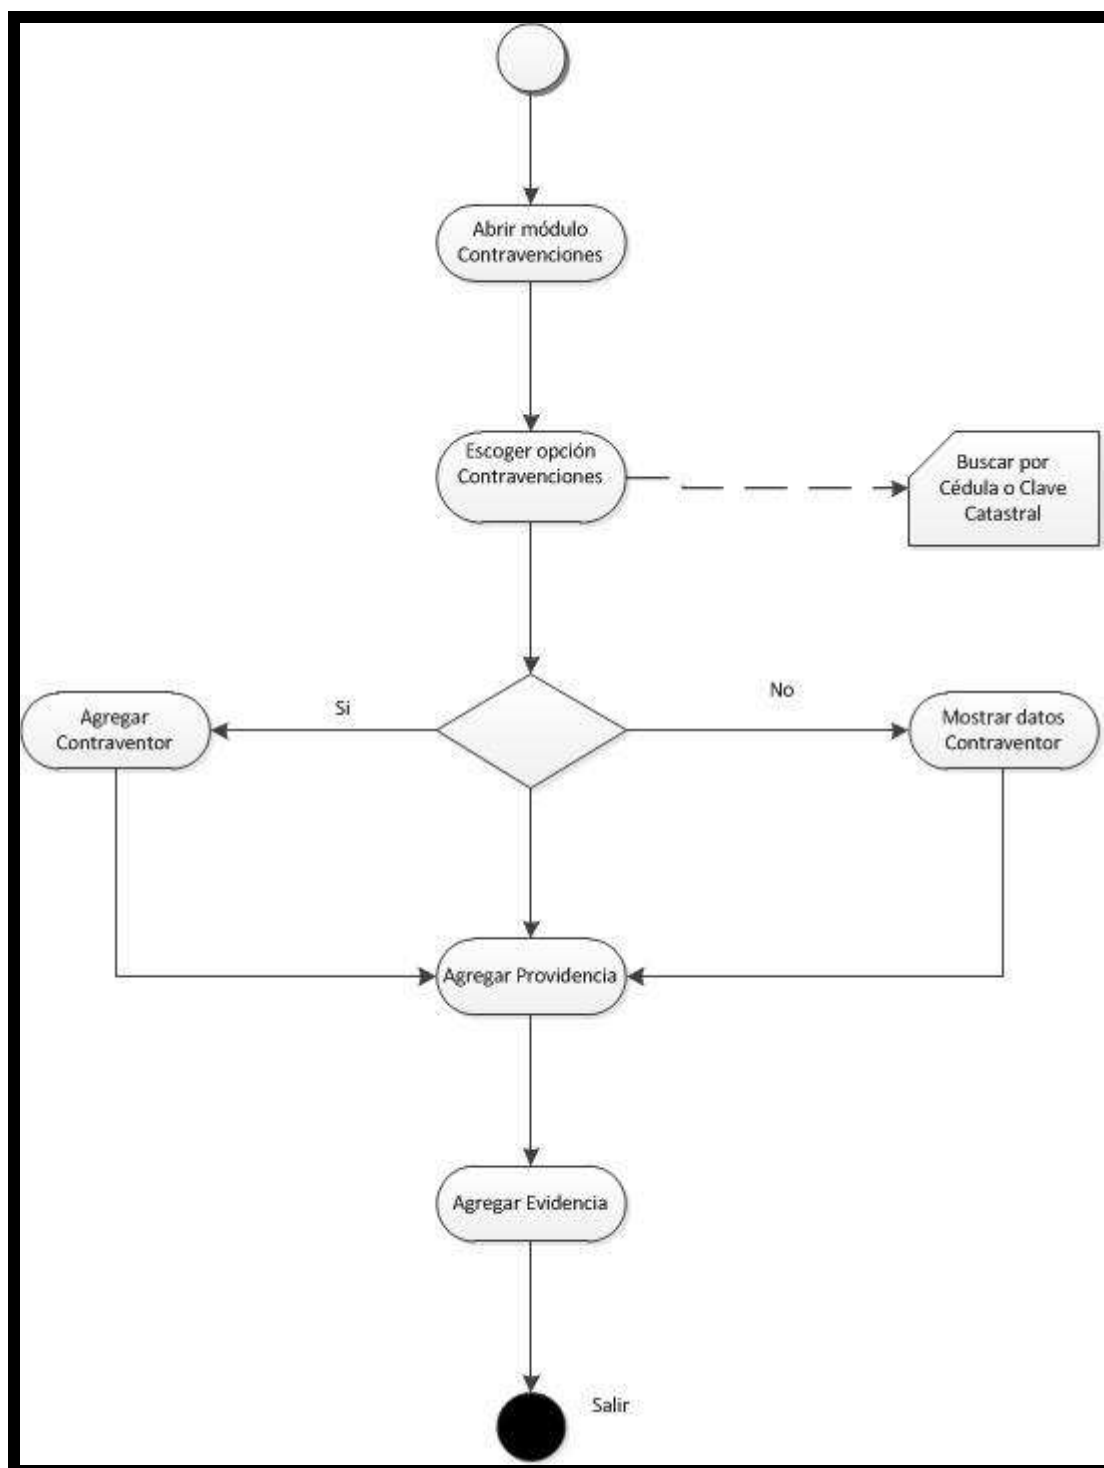 Abrir módulo
Contravenciones
Escoger opción
Contravenciones
Buscar por
Cédula o Clave
Catastral
Si
No
Agregar
Contraventor
Mostrar datos
Contraventor
Agregar Providencia
Agregar Evidencia
Salir